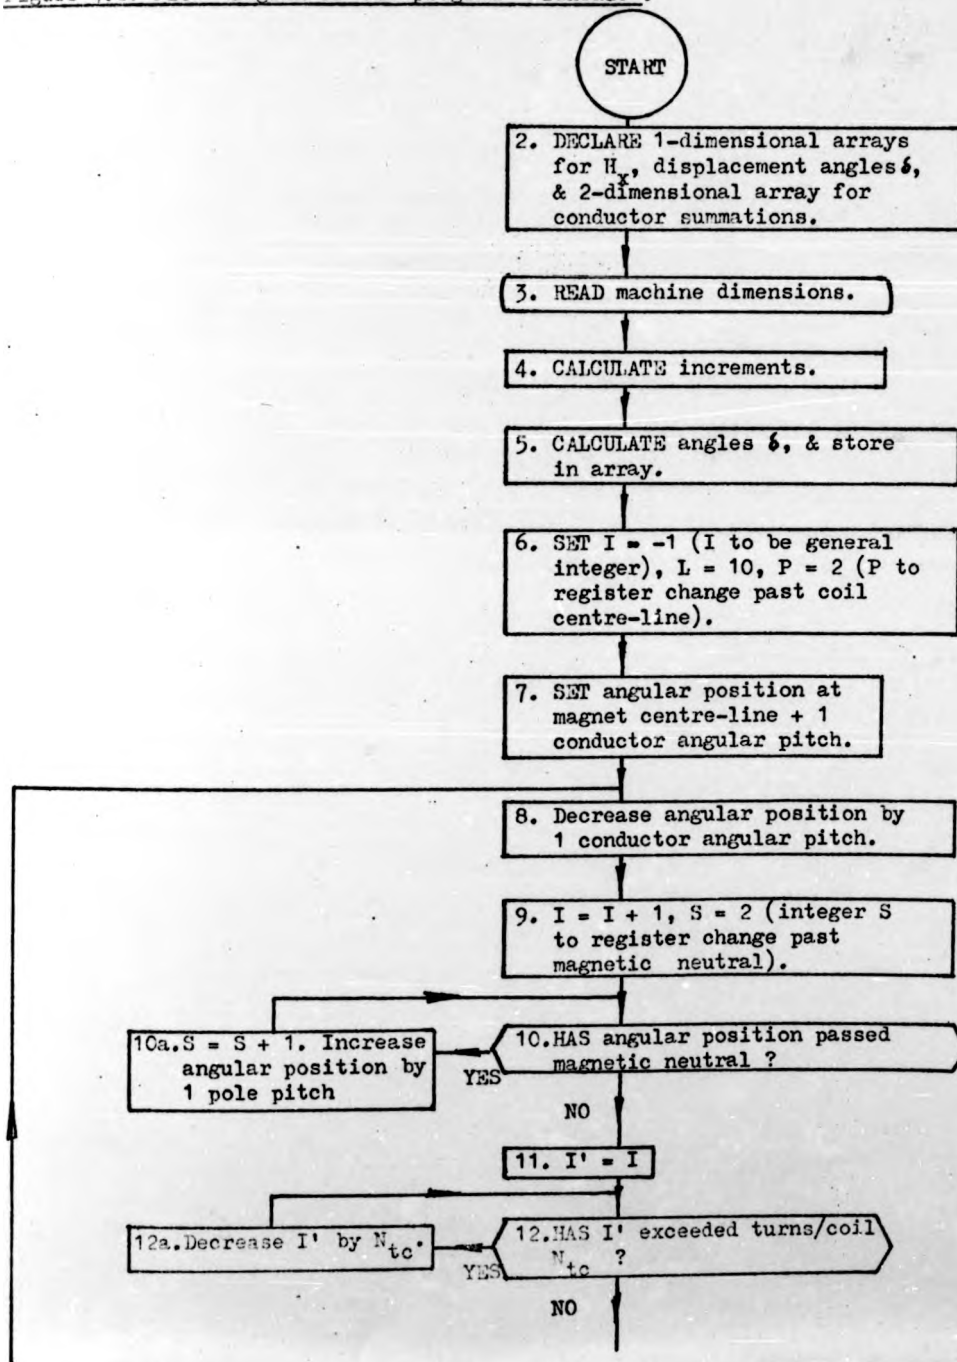 START
2. DECLARE 1-dimensional arrays
for Hx, displacement angles δ,
& 2-dimensional array for
conductor summations.
3. READ machine dimensions.
4. CALCULATE increments.
5. CALCULATE angles δ, & store
in array.
6. SET I = -1 (I to be general
integer), L = 10, P = 2 (P to
register change past coil
centre-line).
7. SET angular position at
magnet centre-line + 1
conductor angular pitch.
8. Decrease angular position by
1 conductor angular pitch.
9. I = I + 1, S = 2 (integer S
to register change past
magnetic neutral).
10. HAS angular position passed
magnetic neutral ?
YES
10a. S = S + 1. Increase
angular position by
1 pole pitch
NO
11. I' = I
12. HAS I' exceeded turns/coil
Ntc ?
YES
12a. Decrease I' by Ntc.
NO